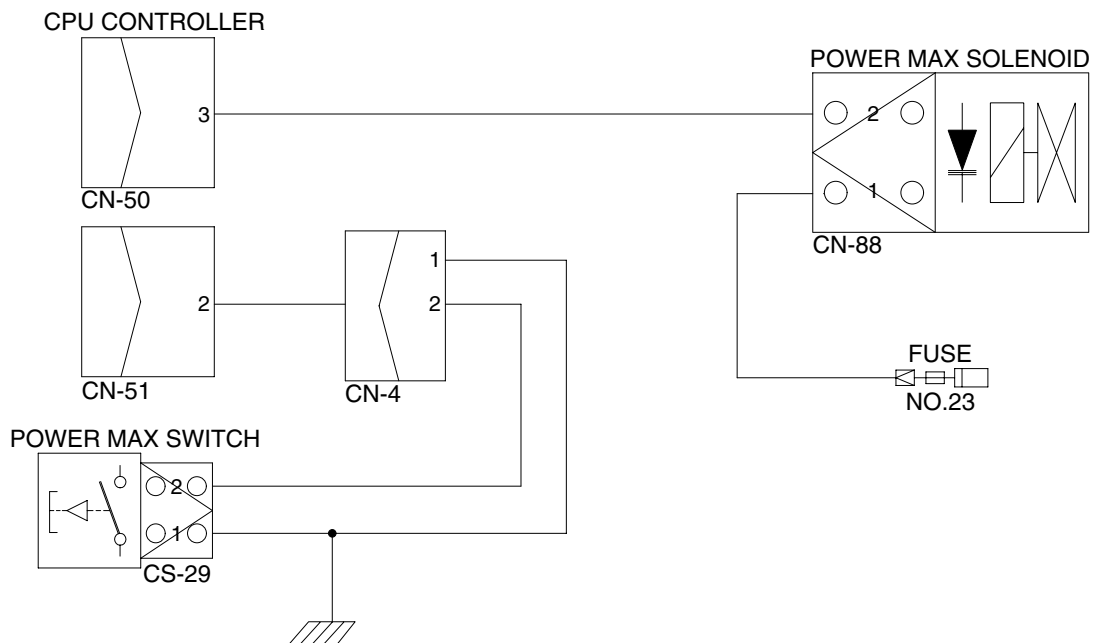 CPU CONTROLLER
POWER MAX SOLENOID
3
2
1
CN-50
CN-88
2
1
2
CN-51
CN-4
FUSE
NO.23
POWER MAX SWITCH
2
1
CS-29